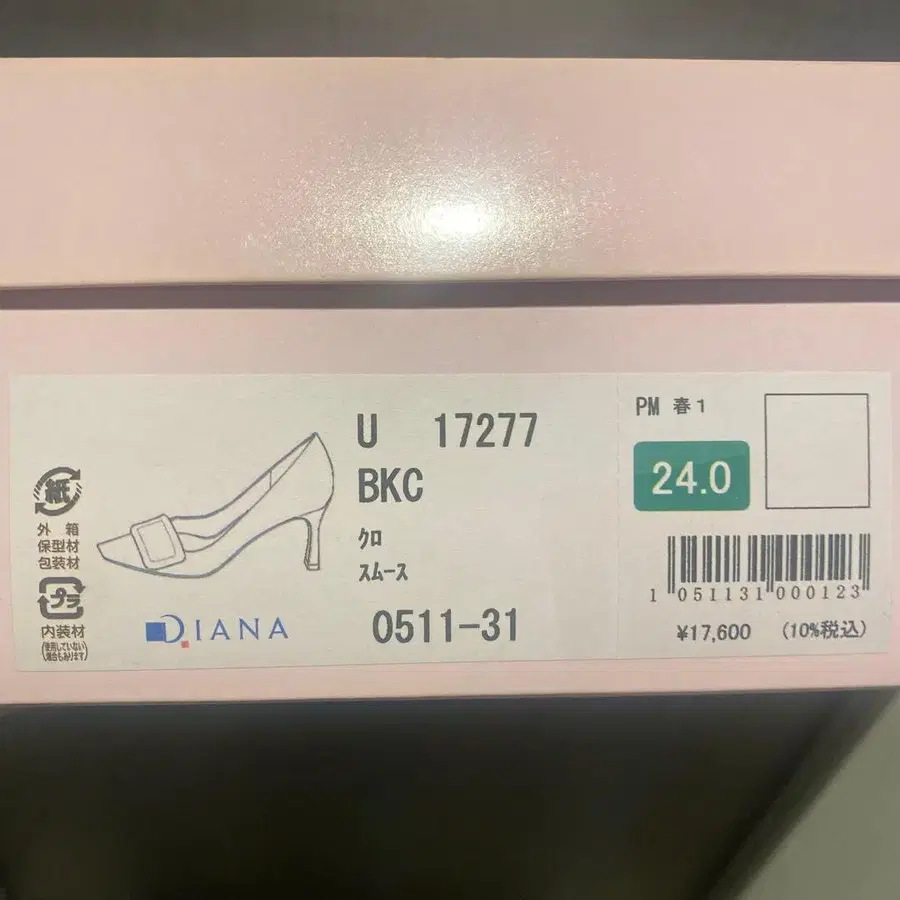 紙
外 箱
保型材
包装材
プラ
内装材
(使用していない
場合もあります)
DIANA
U 17277
BKC
クロ
スムース
0511-31
PM 春1
24.0
1 051131 000123
¥17,600 (10%税込)